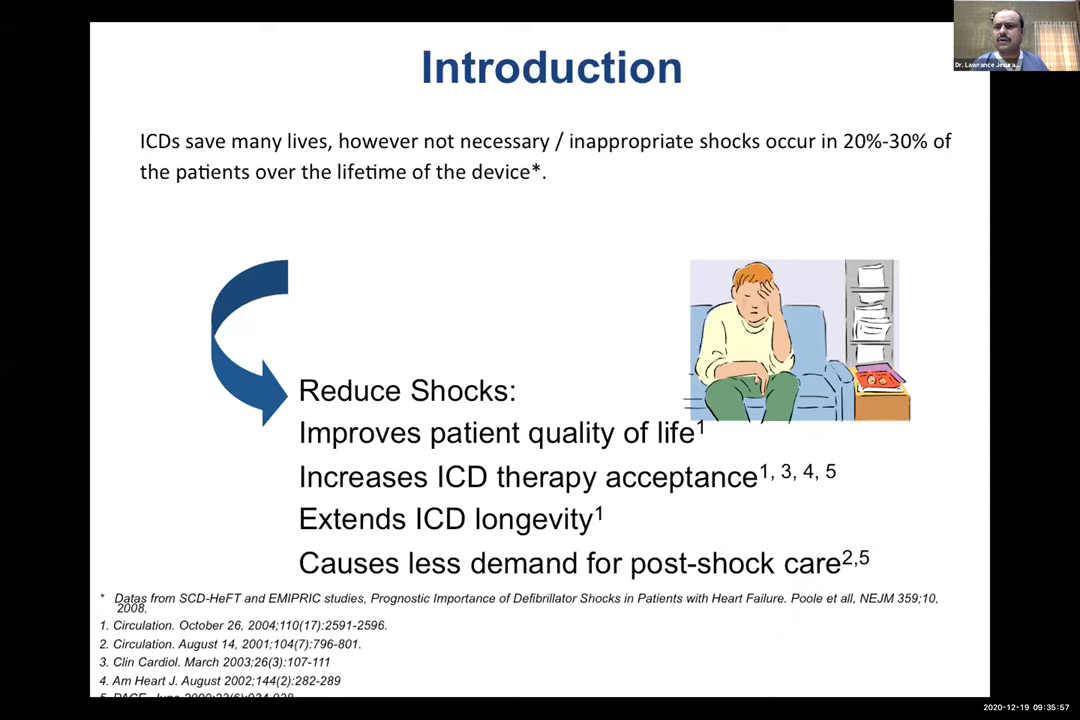 Introduction
Dr. Lawrance Jesura...
ICDs save many lives, however not necessary / inappropriate shocks occur in 20%-30% of
the patients over the lifetime of the device*.
Reduce Shocks:
Improves patient quality of life1
Increases ICD therapy acceptance1, 3, 4, 5
Extends ICD longevity1
Causes less demand for post-shock care2,5
* Datas from SCD-HeFT and EMIPRIC studies, Prognostic Importance of Defibrillator Shocks in Patients with Heart Failure. Poole et all, NEJM 359;10,
2008,
1. Circulation. October 26, 2004;110(17):2591-2596.
2. Circulation. August 14, 2001;104(7):796-801.
3. Clin Cardiol. March 2003;26(3):107-111
4. Am Heart J. August 2002;144(2):282-289
5. PACE. June
2020-12-19 09:35:57